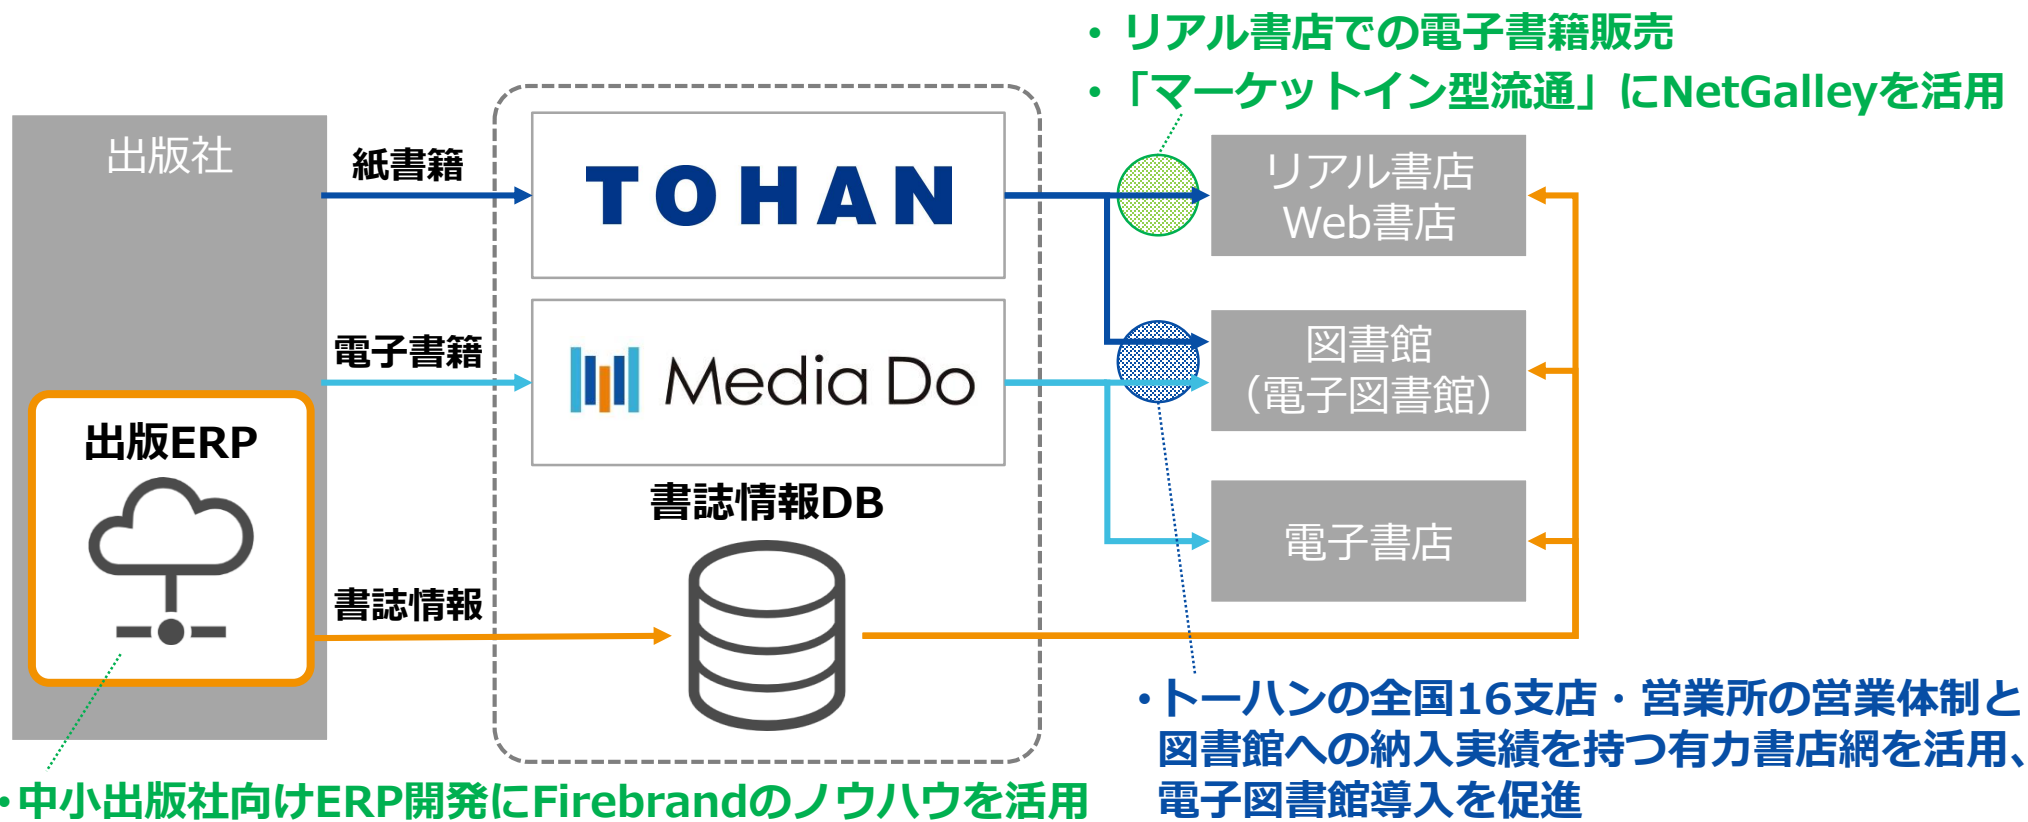 ・リアル書店での電子書籍販売
・「マーケットイン型流通」にNetGalleyを活用
出版社
紙書籍
TOHAN
リアル書店
Web書店
電子書籍
Media Do
図書館
（電子図書館）
出版ERP
書誌情報DB
電子書店
書誌情報
・トーハンの全国16支店・営業所の営業体制と
図書館への納入実績を持つ有力書店網を活用、
電子図書館導入を促進
・中小出版社向けERP開発にFirebrandのノウハウを活用